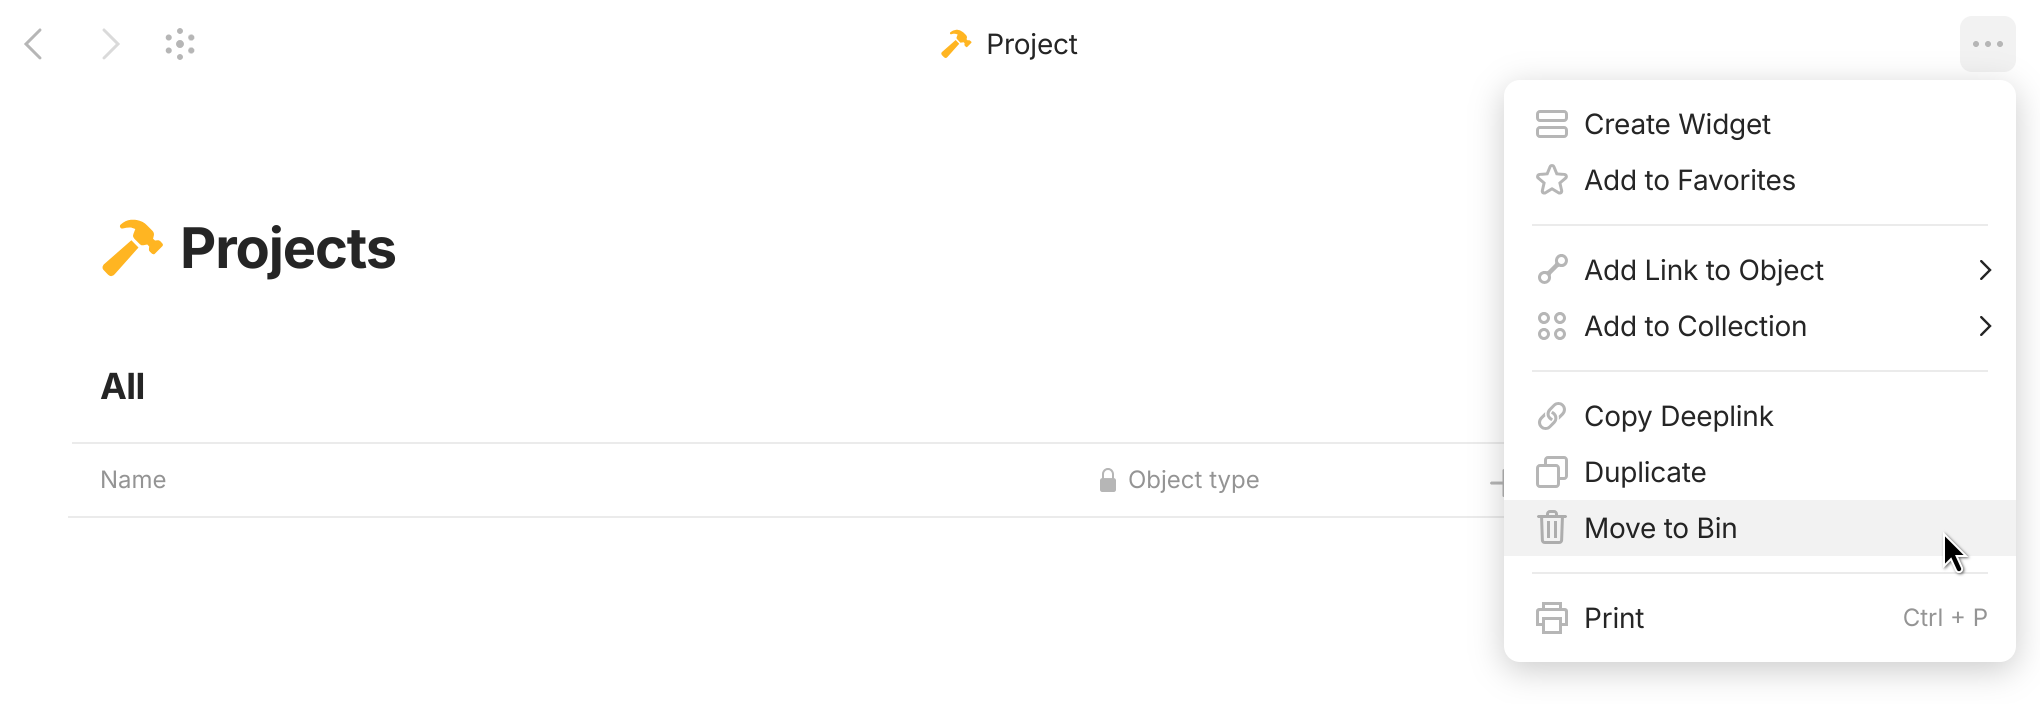 Project
Projects
All
Name
Object type
Create Widget
Add to Favorites
Add Link to Object
Add to Collection
Copy Deeplink
Duplicate
Move to Bin
Print Ctrl + P